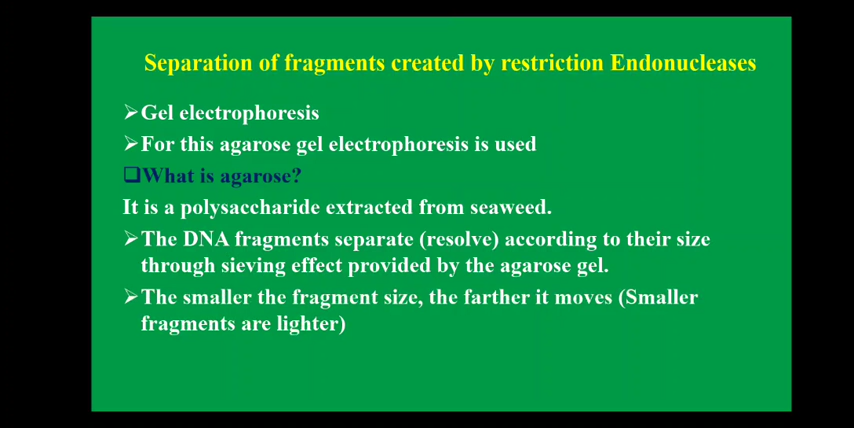 Separation of fragments created by restriction Endonucleases
➢Gel electrophoresis
➢For this agarose gel electrophoresis is used
❑What is agarose?
It is a polysaccharide extracted from seaweed.
➢The DNA fragments separate (resolve) according to their size
through sieving effect provided by the agarose gel.
➢The smaller the fragment size, the farther it moves (Smaller
fragments are lighter)